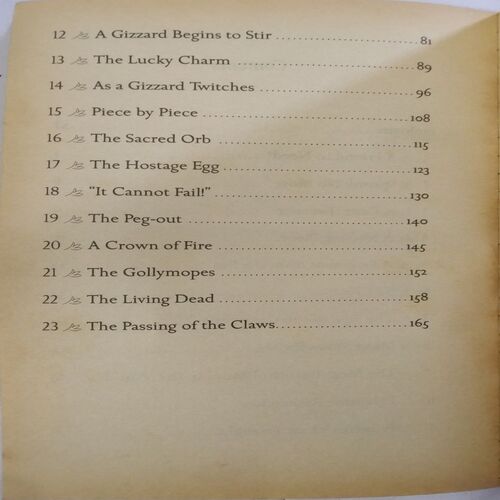 12 A Gizzard Begins to Stir ........................ 81
13 The Lucky Charm ........................ 89
14 As a Gizzard Twitches ........................ 96
15 Piece by Piece ........................ 108
16 The Sacred Orb ........................ 115
17 The Hostage Egg ........................ 123
18 "It Cannot Fail!" ........................ 130
19 The Peg-out ........................ 140
20 A Crown of Fire ........................ 145
21 The Gollymopes ........................ 152
22 The Living Dead ........................ 158
23 The Passing of the Claws ........................ 165